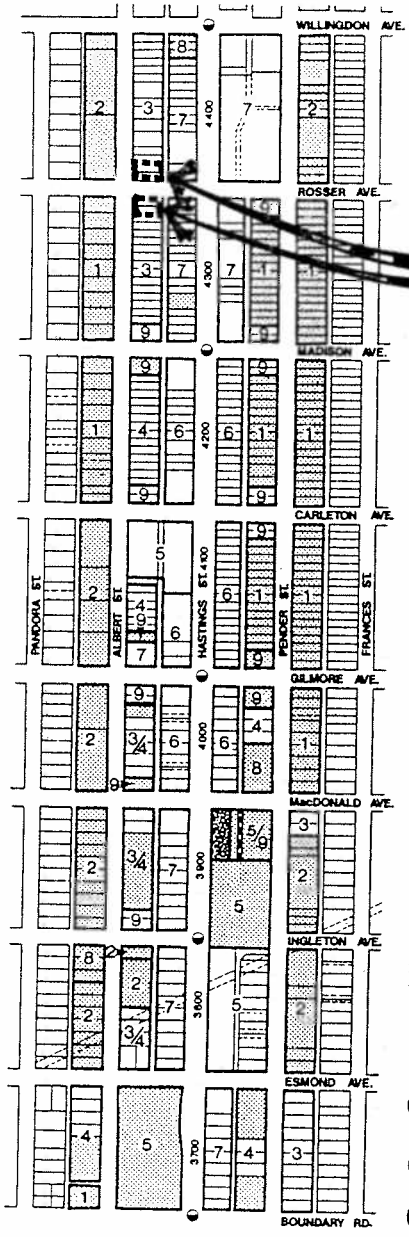 WILLINGDON AVE.
8
2 3 7 4400 7 2
ROSSER AVE.
9
1 3 7 4300 7 1 1
9 9
MADISON AVE.
9 9
1 4 6 4200 6 1 1
9 9
CARLETON AVE.
5 9
PANDORA ST. 2 ALBERT ST. 4 HASTINGS ST. 4100 6 1 PENDER ST. 1 FRANCES ST.
9
1
7 6 9
GILMORE AVE.
9 9
2 3/4 6 4000 6 4 1
9 8
MacDONALD AVE.
5/9 3
2 3/4 7 3900 5 2
9
INGLETON AVE.
8 2
2 2 7 3800 5 2
3/4
ESMOND AVE.
4 5 3700 7 4 3
1
BOUNDARY RD.